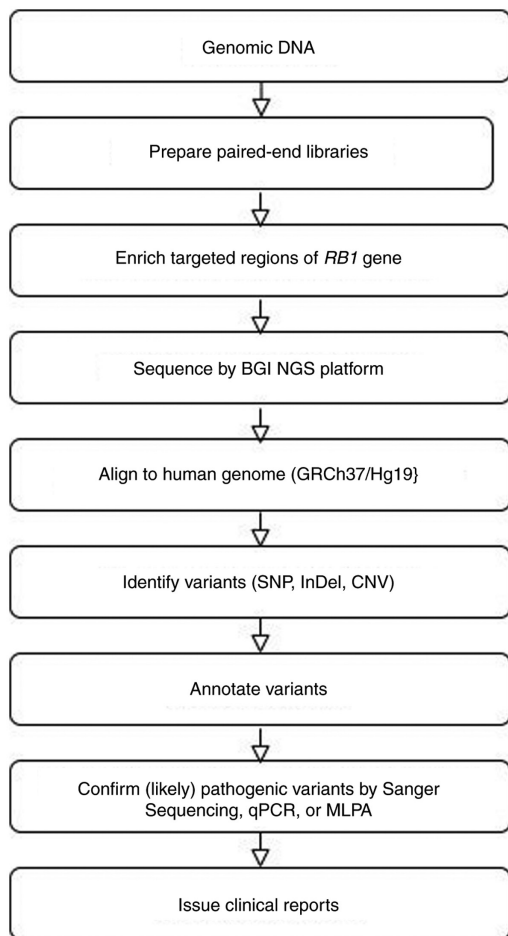 Genomic DNA
Prepare paired-end libraries
Enrich targeted regions of RB1 gene
Sequence by BGI NGS platform
Align to human genome (GRCh37/Hg19}
Identify variants (SNP, InDel, CNV)
Annotate variants
Confirm (likely) pathogenic variants by Sanger
Sequencing, qPCR, or MLPA
Issue clinical reports